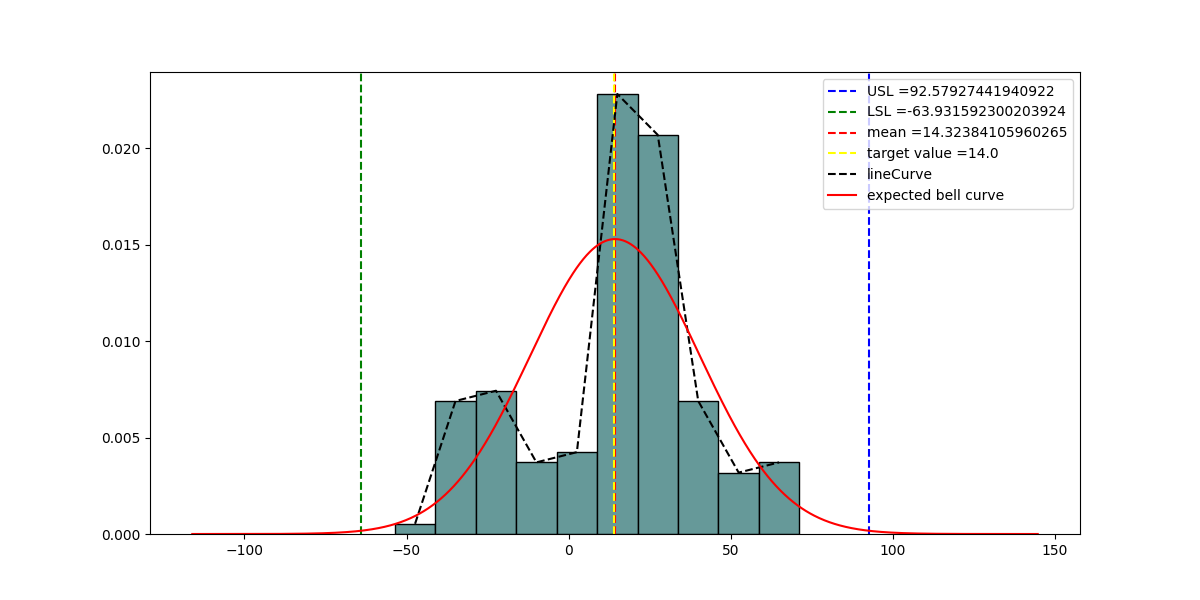 USL =92.57927441940922
LSL =-63.931592300203924
mean =14.32384105960265
target value =14.0
lineCurve
expected bell curve
0.020
0.015
0.010
0.005
0.000
−100 −50 0 50 100 150